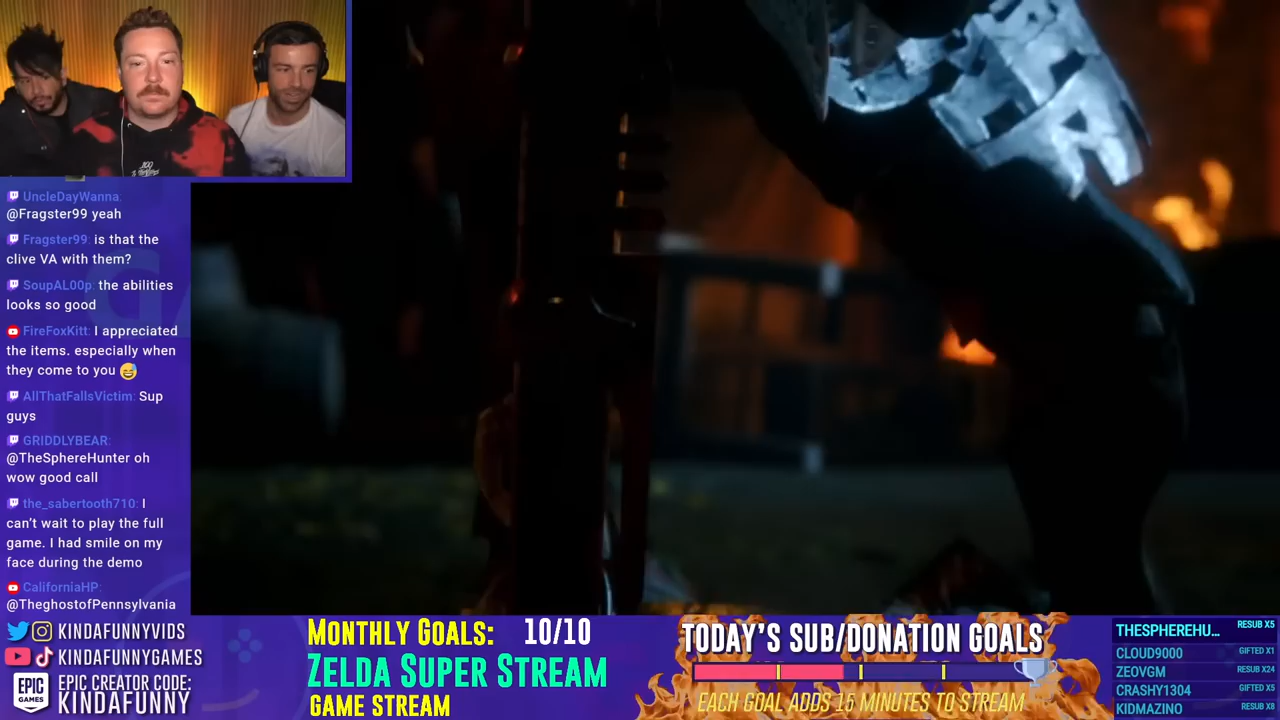 UncleDayWanna:
@Fragster99 yeah
Fragster99: is that the
clive VA with them?
SoupAL00p: the abilities
looks so good
FireFoxKitt: I appreciated
the items. especially when
they come to you 😅
AllThatFallsVictim: Sup
guys
GRIDDLYBEAR:
@TheSphereHunter oh
wow good call
the_sabertooth710: I
can't wait to play the full
game. I had smile on my
face during the demo
CaliforniaHP:
@TheghostofPennsylvania
KINDAFUNNYVIDS
KINDAFUNNYGAMES
EPIC GAMES
EPIC CREATOR CODE:
KINDAFUNNY
MONTHLY GOALS: 10/10
ZELDA SUPER STREAM
GAME STREAM
TODAY'S SUB/DONATION GOALS
EACH GOAL ADDS 15 MINUTES TO STREAM
THESPHEREHU... RESUB X5
CLOUD9000 GIFTED X1
ZEOVGM RESUB X24
CRASHY1304 GIFTED X5
KIDMAZINO RESUB X8